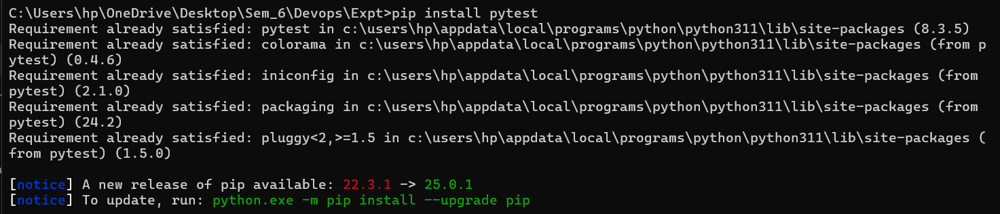 C:\Users\hp\OneDrive\Desktop\Sem_6\Devops\Expt>pip install pytest
Requirement already satisfied: pytest in c:\users\hp\appdata\local\programs\python\python311\lib\site-packages (8.3.5)
Requirement already satisfied: colorama in c:\users\hp\appdata\local\programs\python\python311\lib\site-packages (from p
ytest) (0.4.6)
Requirement already satisfied: iniconfig in c:\users\hp\appdata\local\programs\python\python311\lib\site-packages (from
pytest) (2.1.0)
Requirement already satisfied: packaging in c:\users\hp\appdata\local\programs\python\python311\lib\site-packages (from
pytest) (24.2)
Requirement already satisfied: pluggy<2,>=1.5 in c:\users\hp\appdata\local\programs\python\python311\lib\site-packages (
from pytest) (1.5.0)
[notice] A new release of pip available: 22.3.1 -> 25.0.1
[notice] To update, run: python.exe -m pip install --upgrade pip